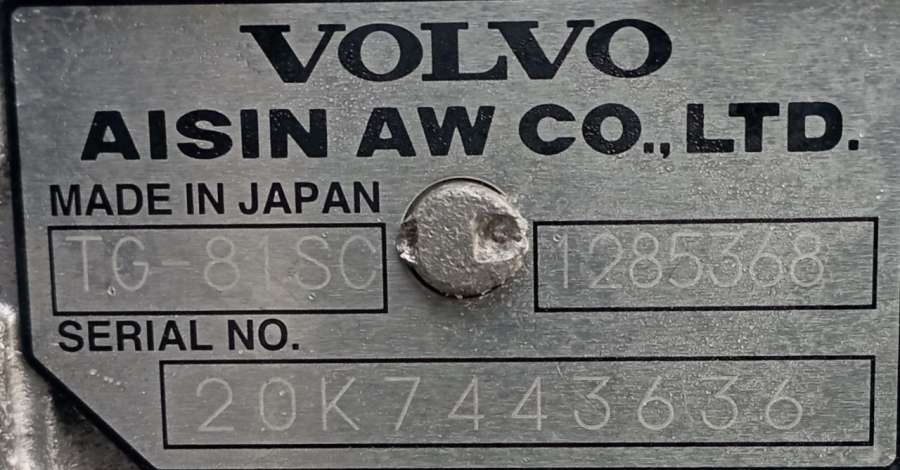 VOLVO
AISIN AW CO.,LTD.
MADE IN JAPAN
TG-81SC 1285368
SERIAL NO.
20K7443636